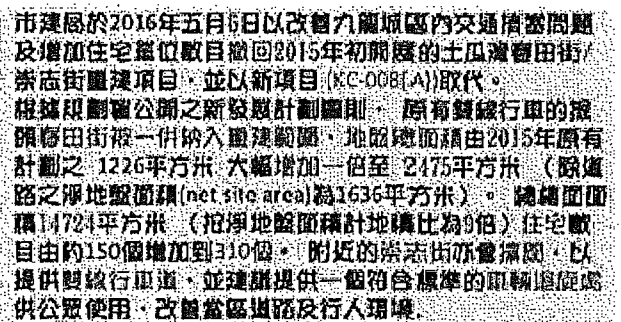 市建局於2016年五月6日以改善九龍城區內交通擠塞問題
及增加住宅單位數目撤回2015年初開展的土瓜灣春田街/
崇志街重建項目,並以新項目(KC-008(A))取代。
根據規劃署公開之新發展計劃圖則, 原有雙線行車的
春田街被一併納入重建範圍,地盤總面積由2015年原有
計劃之 1226平方米 大幅增加一倍至 2475平方米 (除道
路之淨地盤面積(net site area)為1636平方米)。 總樓面面
積14724平方米 (按淨地盤面積計地積比為9倍)住宅數
目由約150個增加到310個。 附近的崇志街亦會擴闊,以
提供雙線行車道,並建議提供一個符合標準的車輛迴旋處
供公眾使用,改善當區道路及行人環境